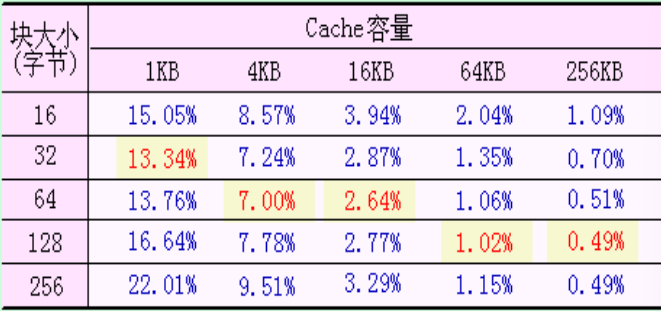 块大小
(字节)
Cache容量
1KB 4KB 16KB 64KB 256KB
16 15.05% 8.57% 3.94% 2.04% 1.09%
32 13.34% 7.24% 2.87% 1.35% 0.70%
64 13.76% 7.00% 2.64% 1.06% 0.51%
128 16.64% 7.78% 2.77% 1.02% 0.49%
256 22.01% 9.51% 3.29% 1.15% 0.49%